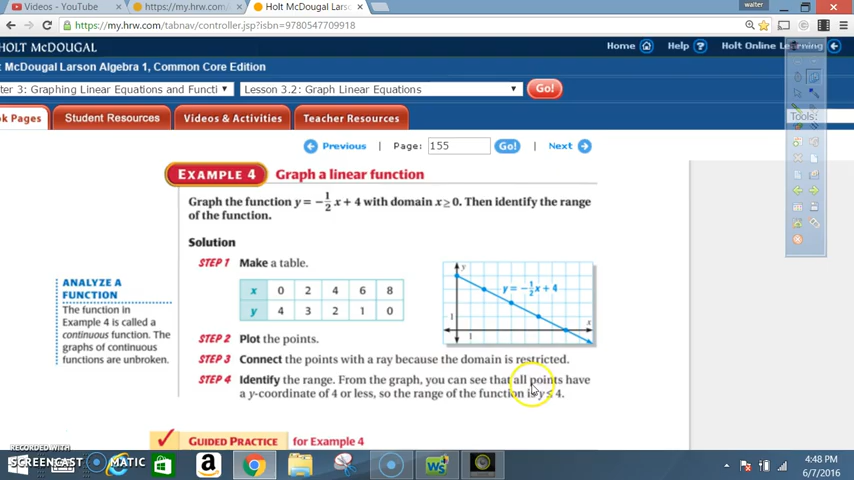 Videos - YouTube
https://my.hrw.com/tabnav/
Holt McDougal Lars
walter
https://my.hrw.com/tabnav/controller.jsp?isbn=9780547709918
HOLT MCDOUGAL
Home
Help ?
Holt Online Learning
McDougal Larson Algebra 1, Common Core Edition
ter 3: Graphing Linear Equations and Functi
Lesson 3.2: Graph Linear Equations
Go!
ok Pages
Student Resources
Videos & Activities
Teacher Resources
Tools:
Previous
Page: 155
Go!
Next
EXAMPLE 4 Graph a linear function
Graph the function y = −1/2 x + 4 with domain x ≥ 0. Then identify the range
of the function.
Solution
STEP 1 Make a table.
x 0 2 4 6 8
y 4 3 2 1 0
y
y = −1/2 x + 4
1
x
1
ANALYZE A
FUNCTION
The function in
Example 4 is called a
continuous function. The
graphs of continuous
functions are unbroken.
STEP 2 Plot the points.
STEP 3 Connect the points with a ray because the domain is restricted.
STEP 4 Identify the range. From the graph, you can see that all points have
a y-coordinate of 4 or less, so the range of the function is y ≤ 4.
GUIDED PRACTICE for Example 4
RECORDED WITH
SCREENCAST MATIC
4:48 PM
6/7/2016